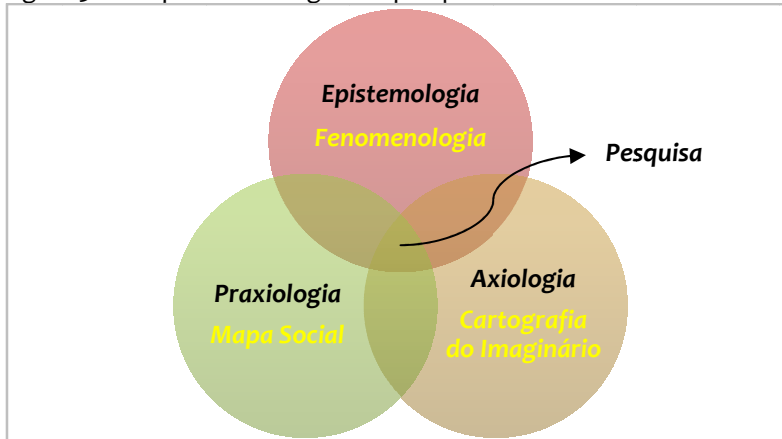 Epistemologia
Fenomenologia
Pesquisa
Praxiologia
Mapa Social
Axiologia
Cartografia
do Imaginário